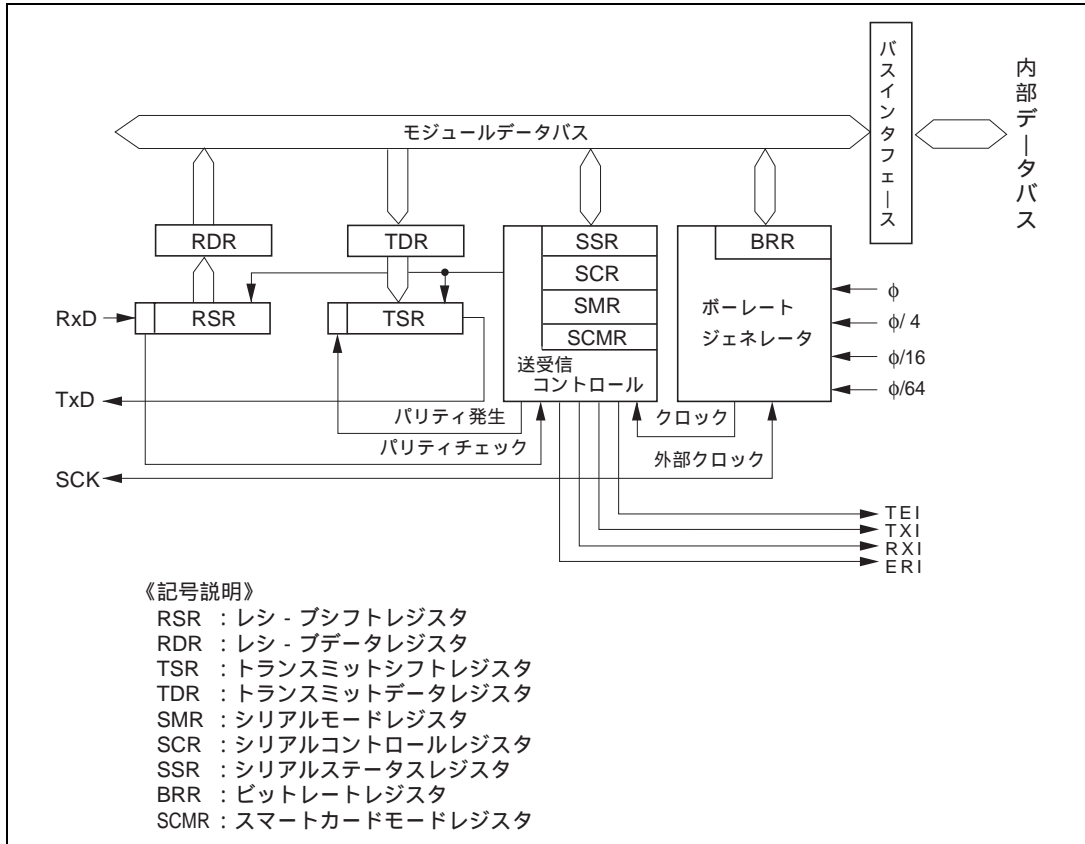 バスインタフェース
内部データバス
モジュールデータバス
RDR
TDR
SSR
BRR
SCR
SMR
SCMR
RxD
RSR
TSR
ボーレート
ジェネレータ
φ
φ/ 4
φ/16
φ/64
送受信
コントロール
TxD
パリティ発生
クロック
パリティチェック
外部クロック
SCK
TEI
TXI
RXI
ERI
《記号説明》
RSR : レシ - ブシフトレジスタ
RDR : レシ - ブデータレジスタ
TSR : トランスミットシフトレジスタ
TDR : トランスミットデータレジスタ
SMR : シリアルモードレジスタ
SCR : シリアルコントロールレジスタ
SSR : シリアルステータスレジスタ
BRR : ビットレートレジスタ
SCMR : スマートカードモードレジスタ